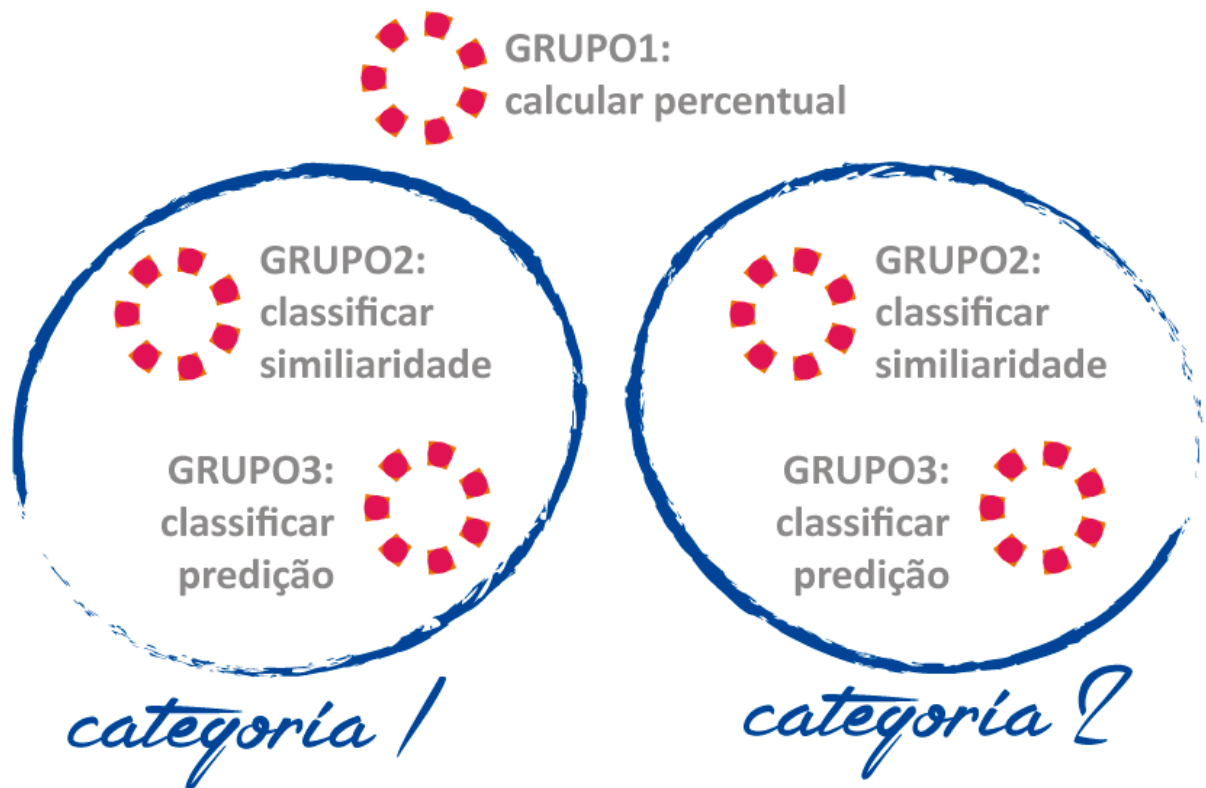 GRUPO1:
calcular percentual
GRUPO2:
classificar
similiaridade
GRUPO3:
classificar
predição
categoria 1
GRUPO2:
classificar
similiaridade
GRUPO3:
classificar
predição
categoria 2